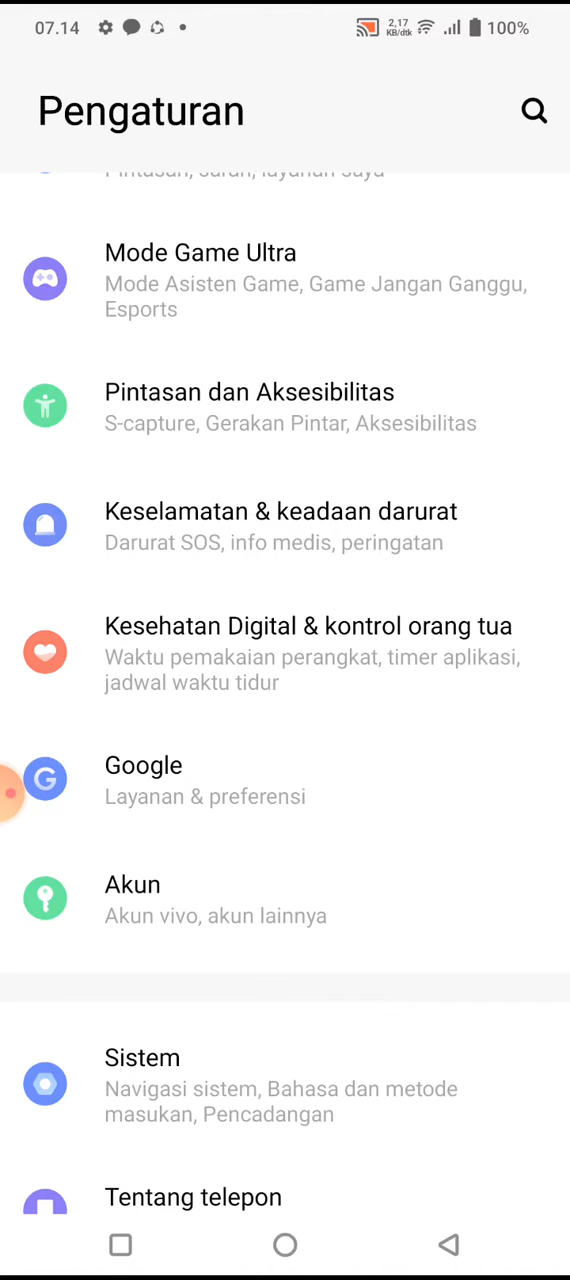 07.14
2,17
KB/dtk
100%
Pengaturan
Pintasan, saran, layanan saya
Mode Game Ultra
Mode Asisten Game, Game Jangan Ganggu,
Esports
Pintasan dan Aksesibilitas
S-capture, Gerakan Pintar, Aksesibilitas
Keselamatan & keadaan darurat
Darurat SOS, info medis, peringatan
Kesehatan Digital & kontrol orang tua
Waktu pemakaian perangkat, timer aplikasi,
jadwal waktu tidur
G
Google
Layanan & preferensi
Akun
Akun vivo, akun lainnya
Sistem
Navigasi sistem, Bahasa dan metode
masukan, Pencadangan
Tentang telepon